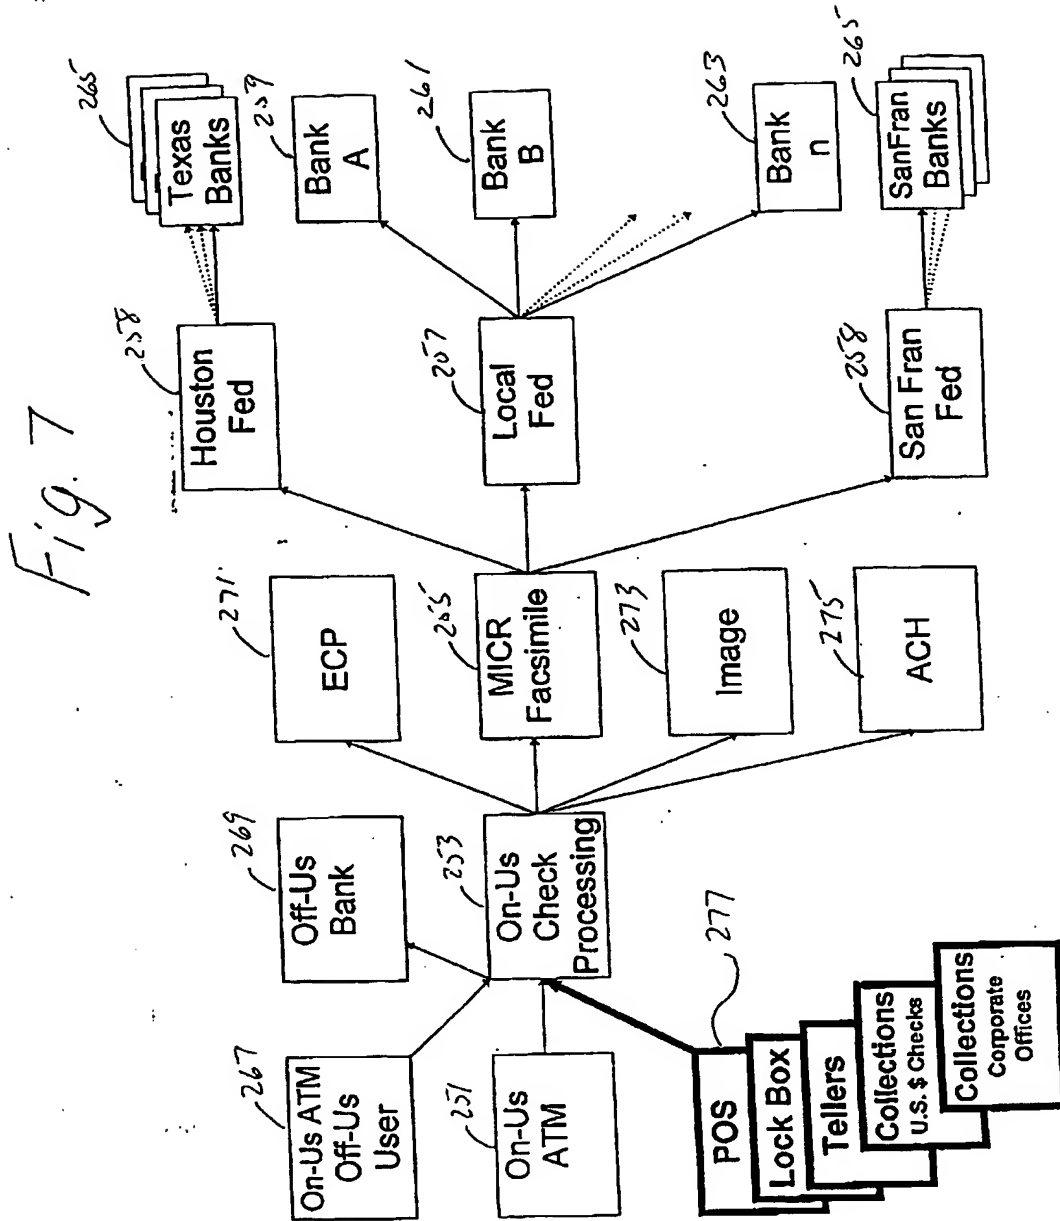 Fig. 7
On-Us ATM
Off-Us
User
267
On-Us
ATM
251
POS
Lock Box
Tellers
Collections
U.S. $ Checks
Collections
Corporate
Offices
277
Off-Us
Bank
269
On-Us
Check
Processing
253
ECP
271
MICR
Facsimile
255
Image
273
ACH
275
Houston
Fed
258
Local
Fed
257
San Fran
Fed
258
Texas
Banks
265
Bank
A
259
Bank
B
261
Bank
n
263
SanFran
Banks
265